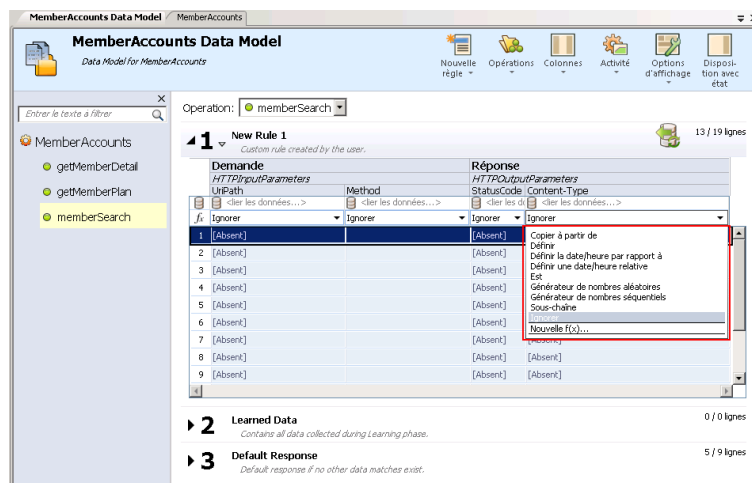 MemberAccounts Data Model MemberAccounts
MemberAccounts Data Model
Data Model for MemberAccounts
Nouvelle règle
Opérations
Colonnes
Activité
Options d'affichage
Disposi-tion avec état
Entrer le texte à filtrer
MemberAccounts
getMemberDetail
getMemberPlan
memberSearch
Operation: memberSearch
1 New Rule 1
Custom rule created by the user.
13 / 19 lignes
Demande Réponse
HTTPInputParameters HTTPOutputParameters
UriPath Method StatusCode Content-Type
<lier les données...> <lier les données...> <lier les do <lier les données...>
fx Ignorer Ignorer Ignorer Ignorer
1 [Absent] [Absent]
2 [Absent] [Absent]
3 [Absent] [Absent]
4 [Absent] [Absent]
5 [Absent] [Absent]
6 [Absent] [Absent]
7 [Absent] [Absent] [Absent]
8 [Absent] [Absent] [Absent]
9 [Absent] [Absent] [Absent]
Copier à partir de
Définir
Définir la date/heure par rapport à
Définir une date/heure relative
Est
Générateur de nombres aléatoires
Générateur de nombres séquentiels
Sous-chaîne
Ignorer
Nouvelle f(x)...
2 Learned Data
Contains all data collected during Learning phase.
0 / 0 lignes
3 Default Response
Default response if no other data matches exist.
5 / 9 lignes